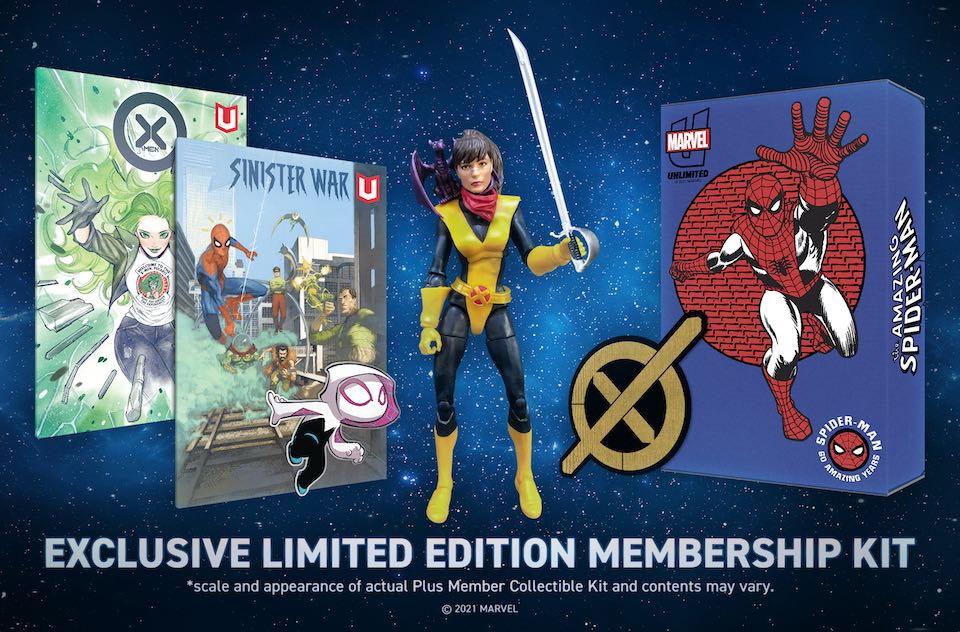 X
MEN
U
SINISTER WAR
U
MARVEL
U
UNLIMITED
the AMAZING
SPIDER-MAN
SPIDER-MAN
60 AMAZING YEARS
EXCLUSIVE LIMITED EDITION MEMBERSHIP KIT
*scale and appearance of actual Plus Member Collectible Kit and contents may vary.
© 2021 MARVEL